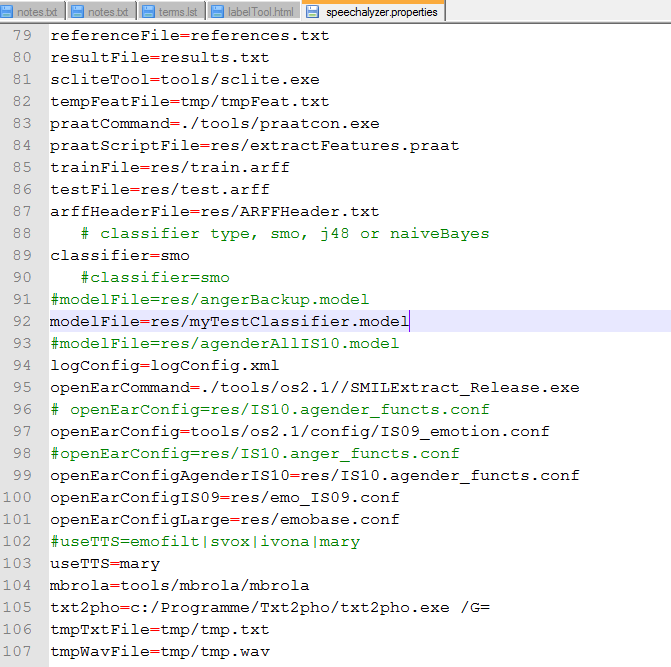 notes.txt notes.txt terms.lst labelTool.html speechalyzer.properties
79 referenceFile=references.txt
80 resultFile=results.txt
81 scliteTool=tools/sclite.exe
82 tempFeatFile=tmp/tmpFeat.txt
83 praatCommand=./tools/praatcon.exe
84 praatScriptFile=res/extractFeatures.praat
85 trainFile=res/train.arff
86 testFile=res/test.arff
87 arffHeaderFile=res/ARFFHeader.txt
88 # classifier type, smo, j48 or naiveBayes
89 classifier=smo
90 #classifier=smo
91 #modelFile=res/angerBackup.model
92 modelFile=res/myTestClassifier.model
93 #modelFile=res/agenderAllIS10.model
94 logConfig=logConfig.xml
95 openEarCommand=./tools/os2.1//SMILExtract_Release.exe
96 # openEarConfig=res/IS10.agender_functs.conf
97 openEarConfig=tools/os2.1/config/IS09_emotion.conf
98 #openEarConfig=res/IS10.anger_functs.conf
99 openEarConfigAgenderIS10=res/IS10.agender_functs.conf
100 openEarConfigIS09=res/emo_IS09.conf
101 openEarConfigLarge=res/emobase.conf
102 #useTTS=emofilt|svox|ivona|mary
103 useTTS=mary
104 mbrola=tools/mbrola/mbrola
105 txt2pho=c:/Programme/Txt2pho/txt2pho.exe /G=
106 tmpTxtFile=tmp/tmp.txt
107 tmpWavFile=tmp/tmp.wav